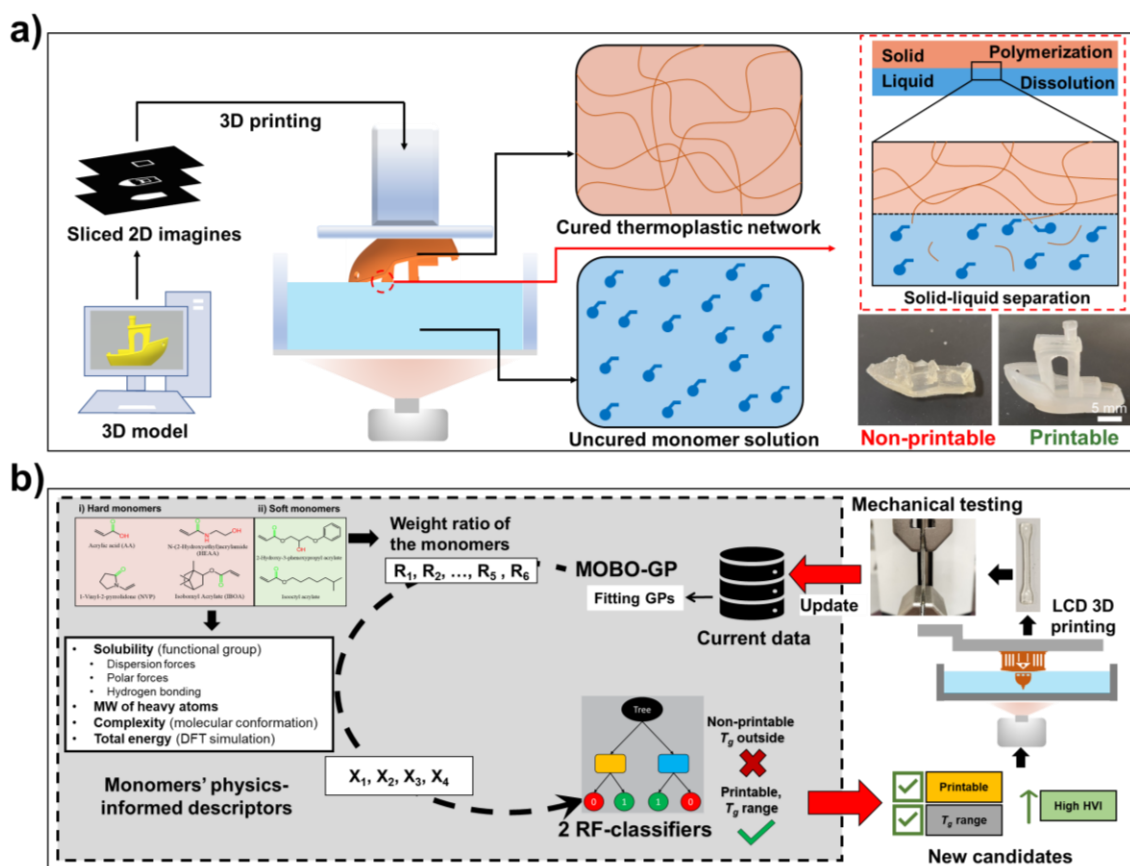 a)
3D printing
Sliced 2D imagines
3D model
Cured thermoplastic network
Uncured monomer solution
Solid
Polymerization
Liquid
Dissolution
Solid-liquid separation
5 mm
Non-printable
Printable
b)
i) Hard monomers
ii) Soft monomers
Acrylic acid (AA)
N-(2-Hydroxyethyl)acrylamide
(HEAA)
2-Hydroxy-3-phenoxypropyl acrylate
1-Vinyl-2-pyrrolidone (NVP)
Isobornyl Acrylate (IBOA)
Isooctyl acrylate
Weight ratio of
the monomers
R1, R2, ..., R5 , R6
MOBO-GP
Fitting GPs
Current data
Update
Mechanical testing
LCD 3D
printing
• Solubility (functional group)
• Dispersion forces
• Polar forces
• Hydrogen bonding
• MW of heavy atoms
• Complexity (molecular conformation)
• Total energy (DFT simulation)
Monomers' physics-
informed descriptors
X1, X2, X3, X4
Tree
0
1
1
0
2 RF-classifiers
Non-printable
Tg outside
Printable,
Tg range
Printable
Tg range
High HVI
New candidates